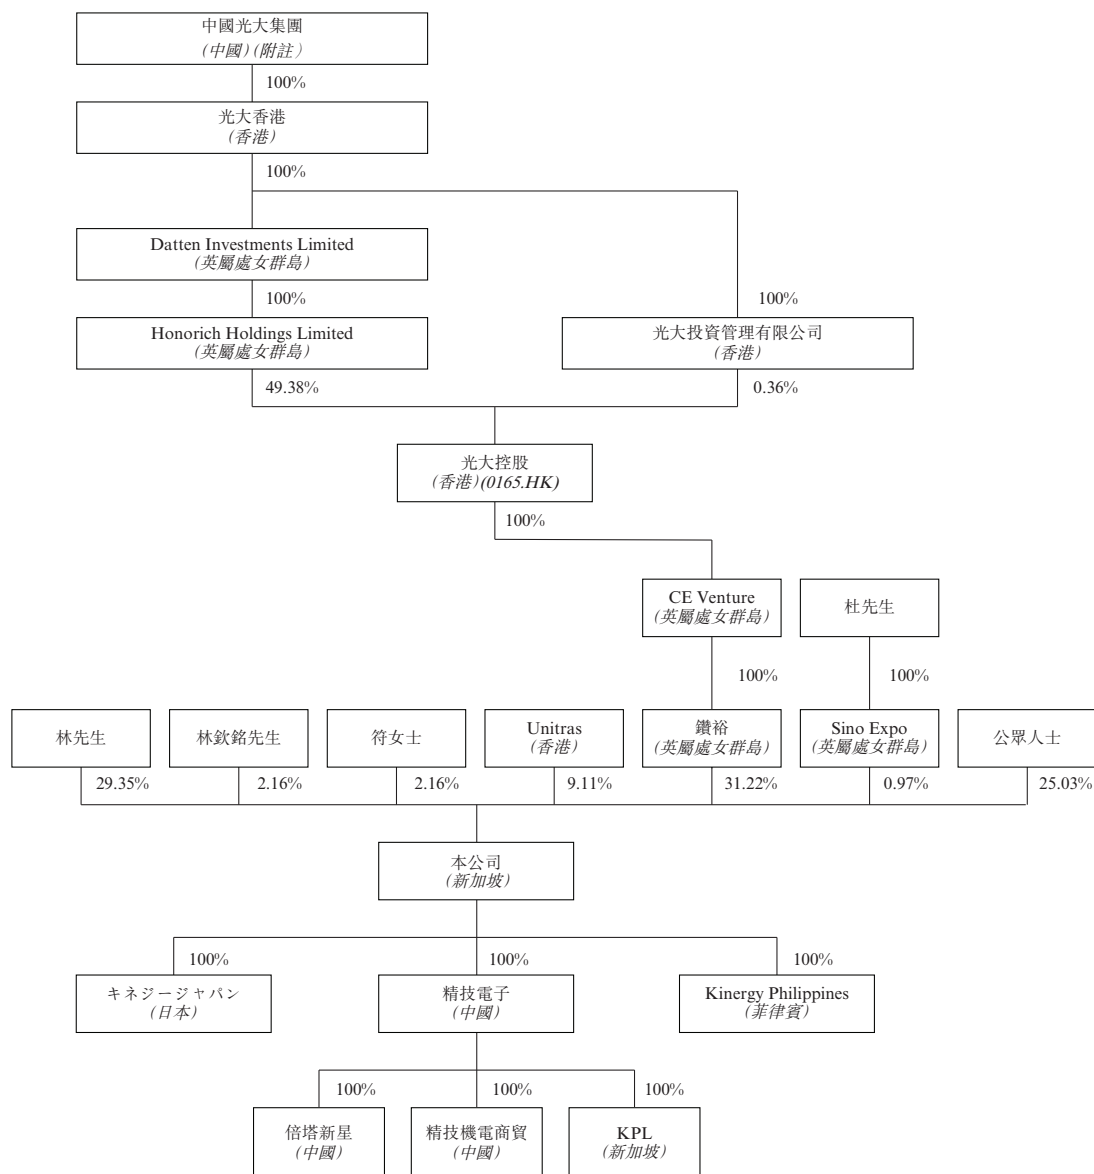 中國光大集團
(中國)(附註)
100%
光大香港
(香港)
100%
Datten Investments Limited
(英屬處女群島)
100%
100%
Honorich Holdings Limited
(英屬處女群島)
光大投資管理有限公司
(香港)
49.38%
0.36%
光大控股
(香港)(0165.HK)
100%
CE Venture
(英屬處女群島)
杜先生
100%
100%
林先生
林欽銘先生
符女士
Unitras
(香港)
鑽裕
(英屬處女群島)
Sino Expo
(英屬處女群島)
公眾人士
29.35%
2.16%
2.16%
9.11%
31.22%
0.97%
25.03%
本公司
(新加坡)
100%
100%
100%
キネジージャパン
(日本)
精技電子
(中國)
Kinergy Philippines
(菲律賓)
100%
100%
100%
倍塔新星
(中國)
精技機電商貿
(中國)
KPL
(新加坡)